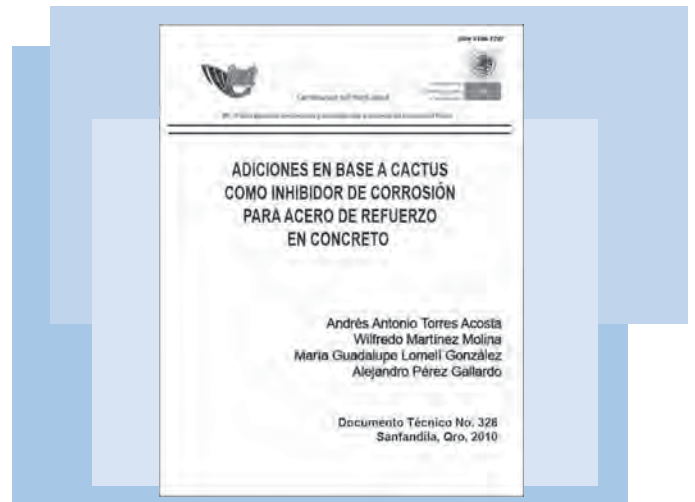 ADICIONES EN BASE A CACTUS
COMO INHIBIDOR DE CORROSIÓN
PARA ACERO DE REFUERZO
EN CONCRETO
Andrés Antonio Torres Acosta
Wilfredo Martínez Molina
María Guadalupe Lomelí González
Alejandro Pérez Gallardo
Documento Técnico No. 328
Sanfandila, Qro, 2010